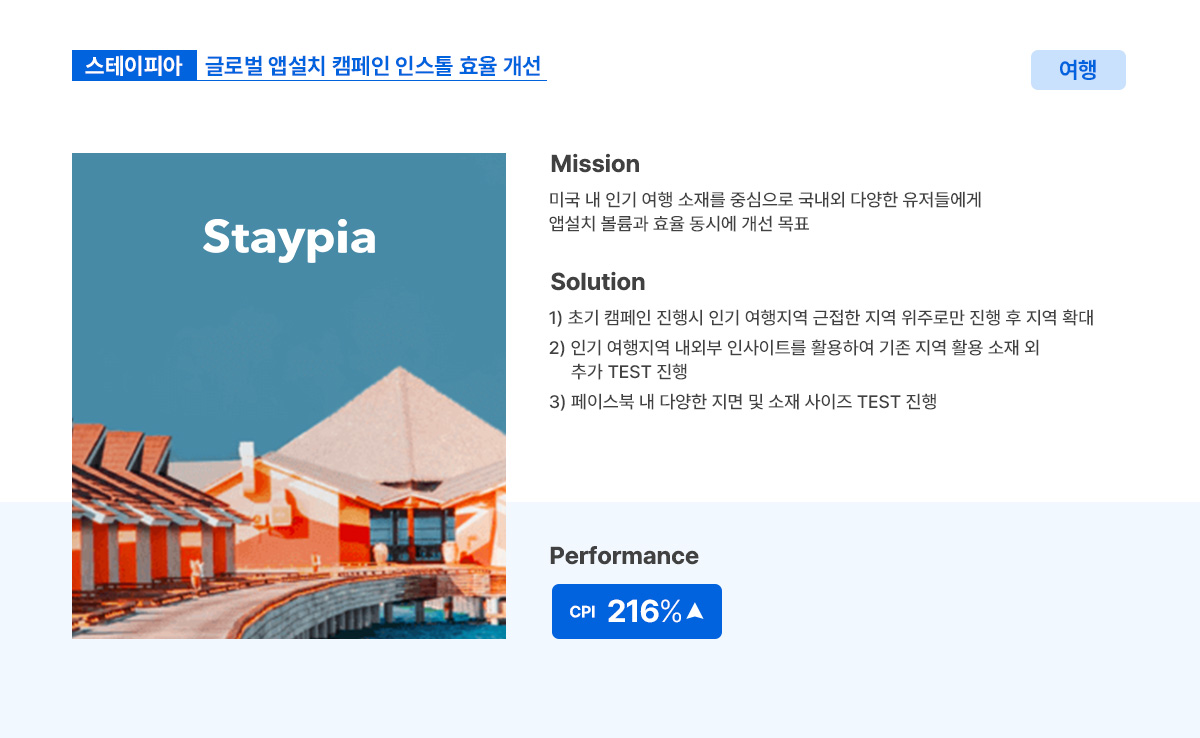 스테이피아 글로벌 앱설치 캠페인 인스톨 효율 개선
여행
Staypia
Mission
미국 내 인기 여행 소재를 중심으로 국내외 다양한 유저들에게
앱설치 볼륨과 효율 동시에 개선 목표
Solution
1) 초기 캠페인 진행시 인기 여행지역 근접한 지역 위주로만 진행 후 지역 확대
2) 인기 여행지역 내외부 인사이트를 활용하여 기존 지역 활용 소재 외
추가 TEST 진행
3) 페이스북 내 다양한 지면 및 소재 사이즈 TEST 진행
Performance
CPI 216%▲